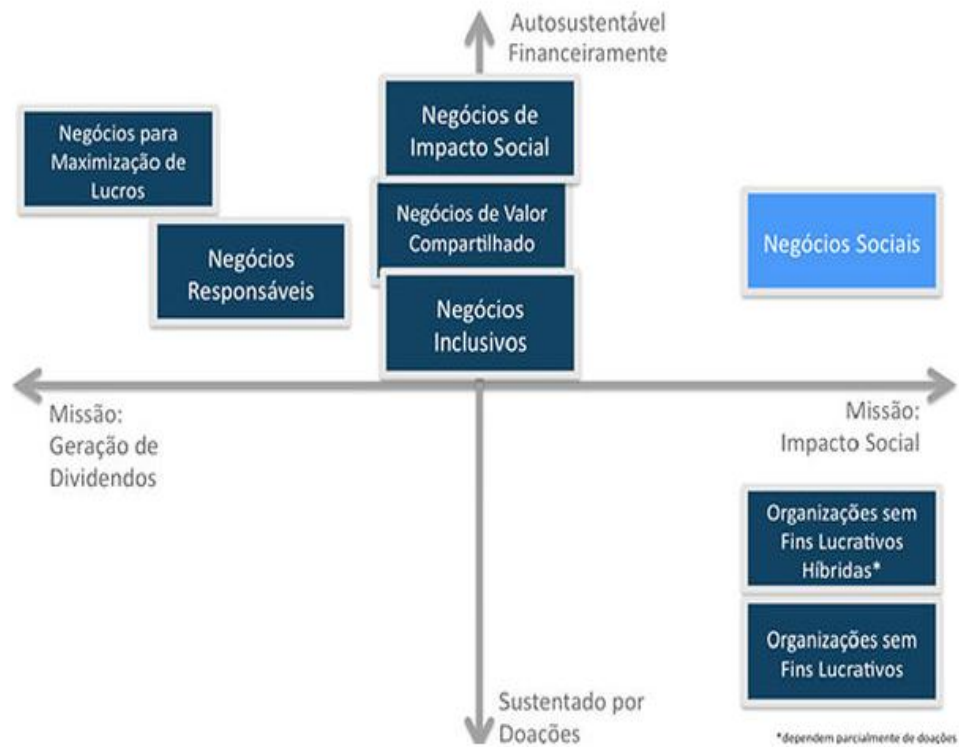 Autosustentável
Financeiramente
Negócios para
Maximização de
Lucros
Negócios de
Impacto Social
Negócios
Responsáveis
Negócios de Valor
Compartilhado
Negócios
Inclusivos
Negócios Sociais
Missão:
Geração de
Dividendos
Missão:
Impacto Social
Organizações sem
Fins Lucrativos
Híbridas*
Organizações sem
Fins Lucrativos
Sustentado por
Doações
*dependem parcialmente de doações